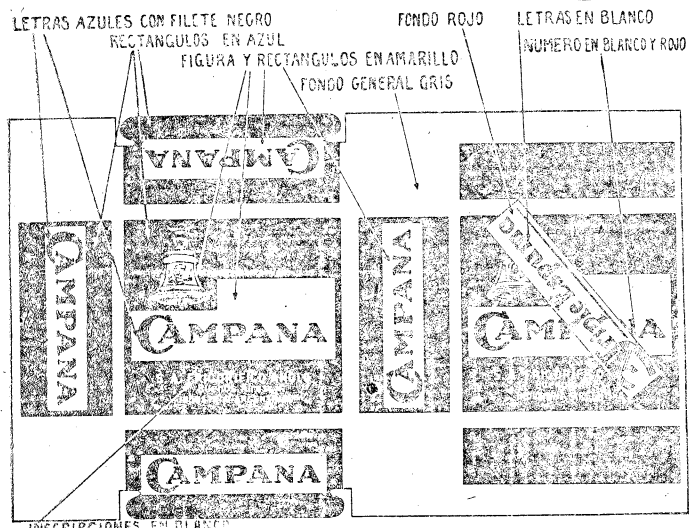 LETRAS AZULES CON FILETE NEGRO
RECTANGULOS EN AZUL
FIGURA Y RECTANGULOS EN AMARILLO
FONDO GENERAL GRIS
FONDO ROJO
LETRAS EN BLANCO
NUMERO EN BLANCO Y ROJO
CAMPANA
CAMPANA
CAMPANA
CAMPANA
CAMPANA
CAMPANA
INSCRIPCIONES EN BLANCO